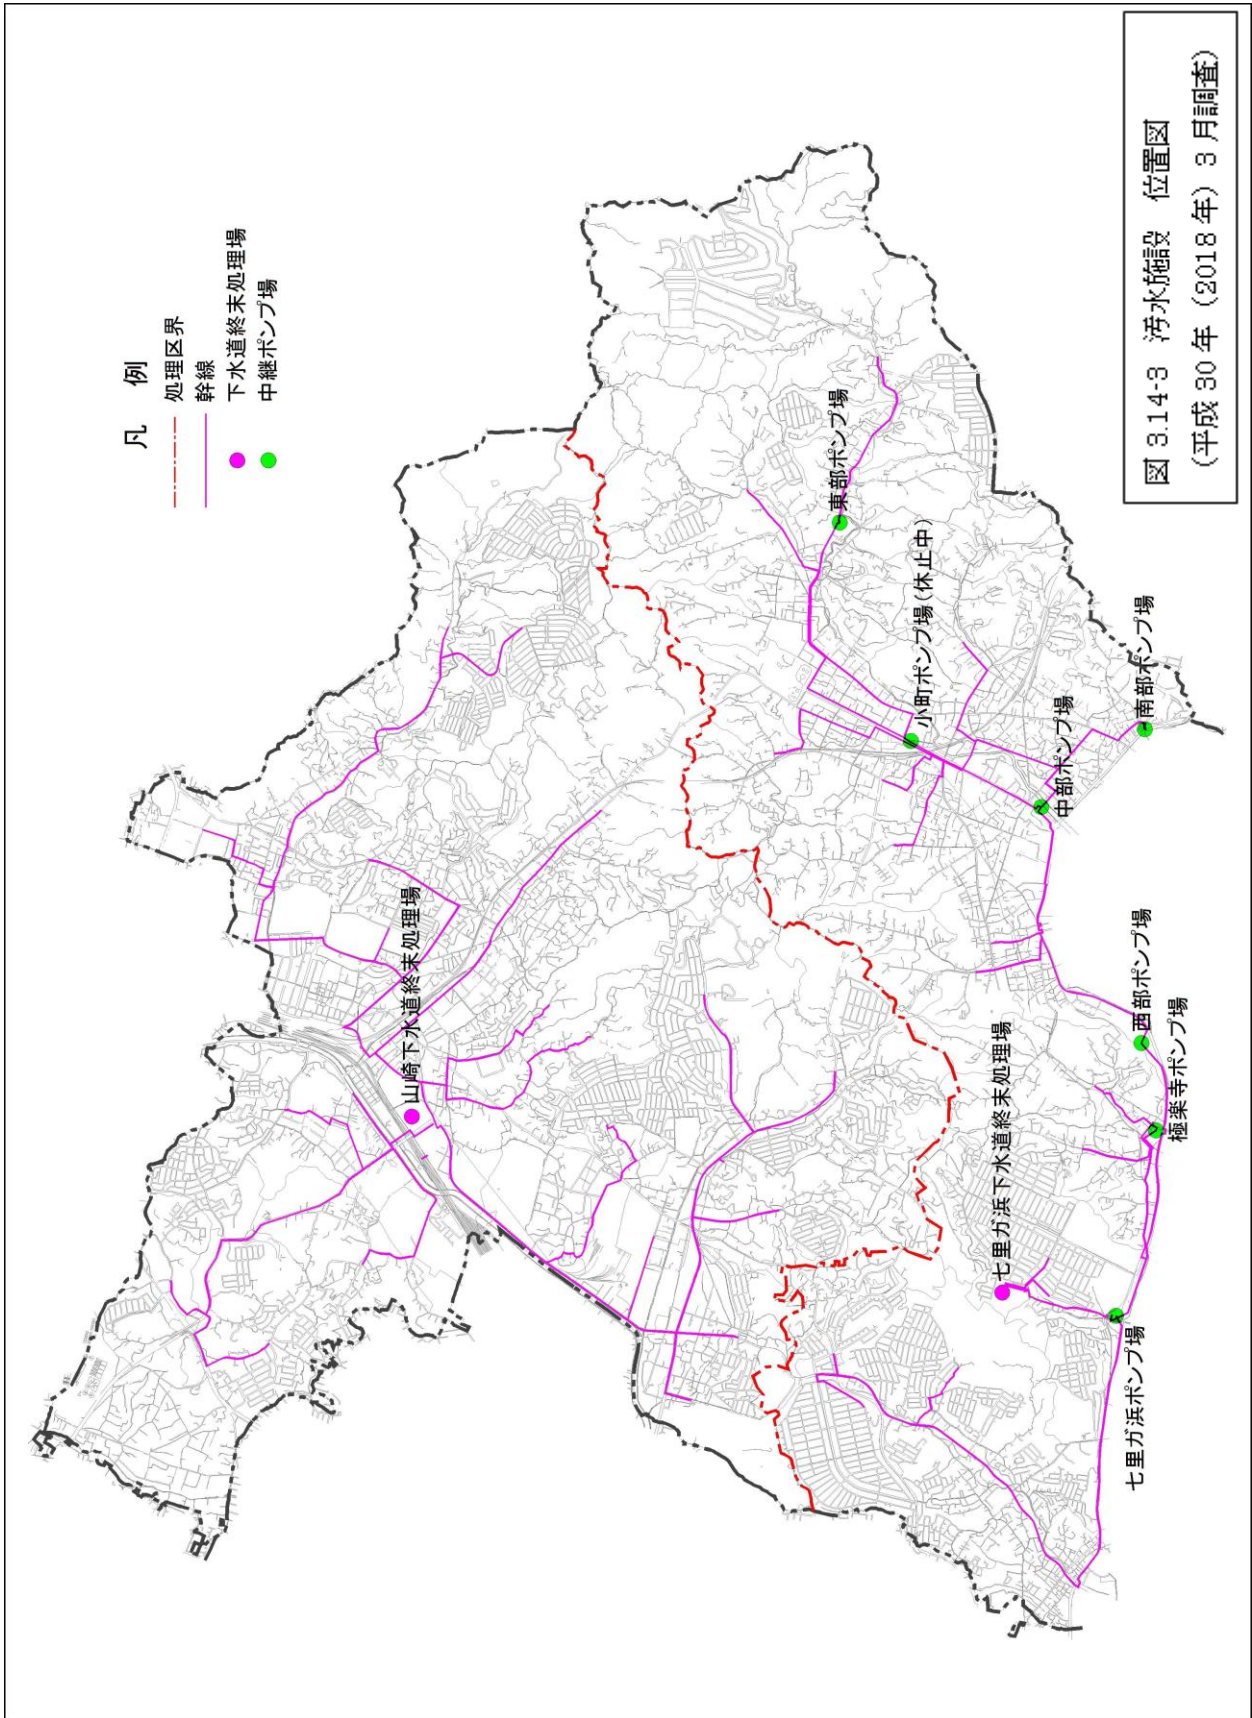 凡 例
処理区界
幹線
下水道終末処理場
中継ポンプ場
山崎下水道終末処理場
東部ポンプ場
小町ポンプ場(休止中)
中部ポンプ場
南部ポンプ場
西部ポンプ場
極楽寺ポンプ場
七里ガ浜下水道終末処理場
七里ガ浜ポンプ場
図 3.14-3 汚水施設 位置図
(平成 30 年 (2018 年) 3 月調査)